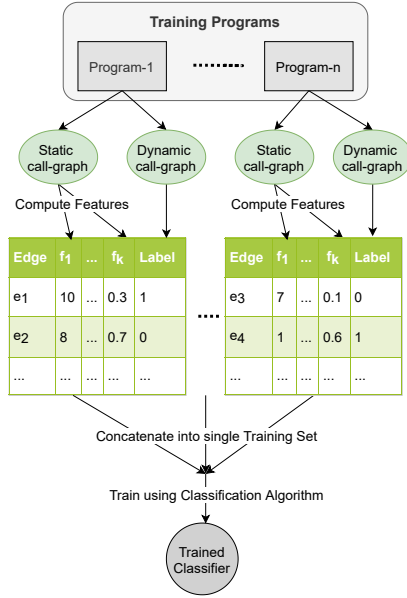 Training Programs
Program-1 ........ Program-n
Static call-graph
Dynamic call-graph
Static call-graph
Dynamic call-graph
Compute Features
Compute Features
Edge f1 ... fk Label
e1 10 ... 0.3 1
e2 8 ... 0.7 0
... ... ... ...
....
Edge f1 ... fk Label
e3 7 ... 0.1 0
e4 1 ... 0.6 1
... ... ... ...
Concatenate into single Training Set
Train using Classification Algorithm
Trained
Classifier